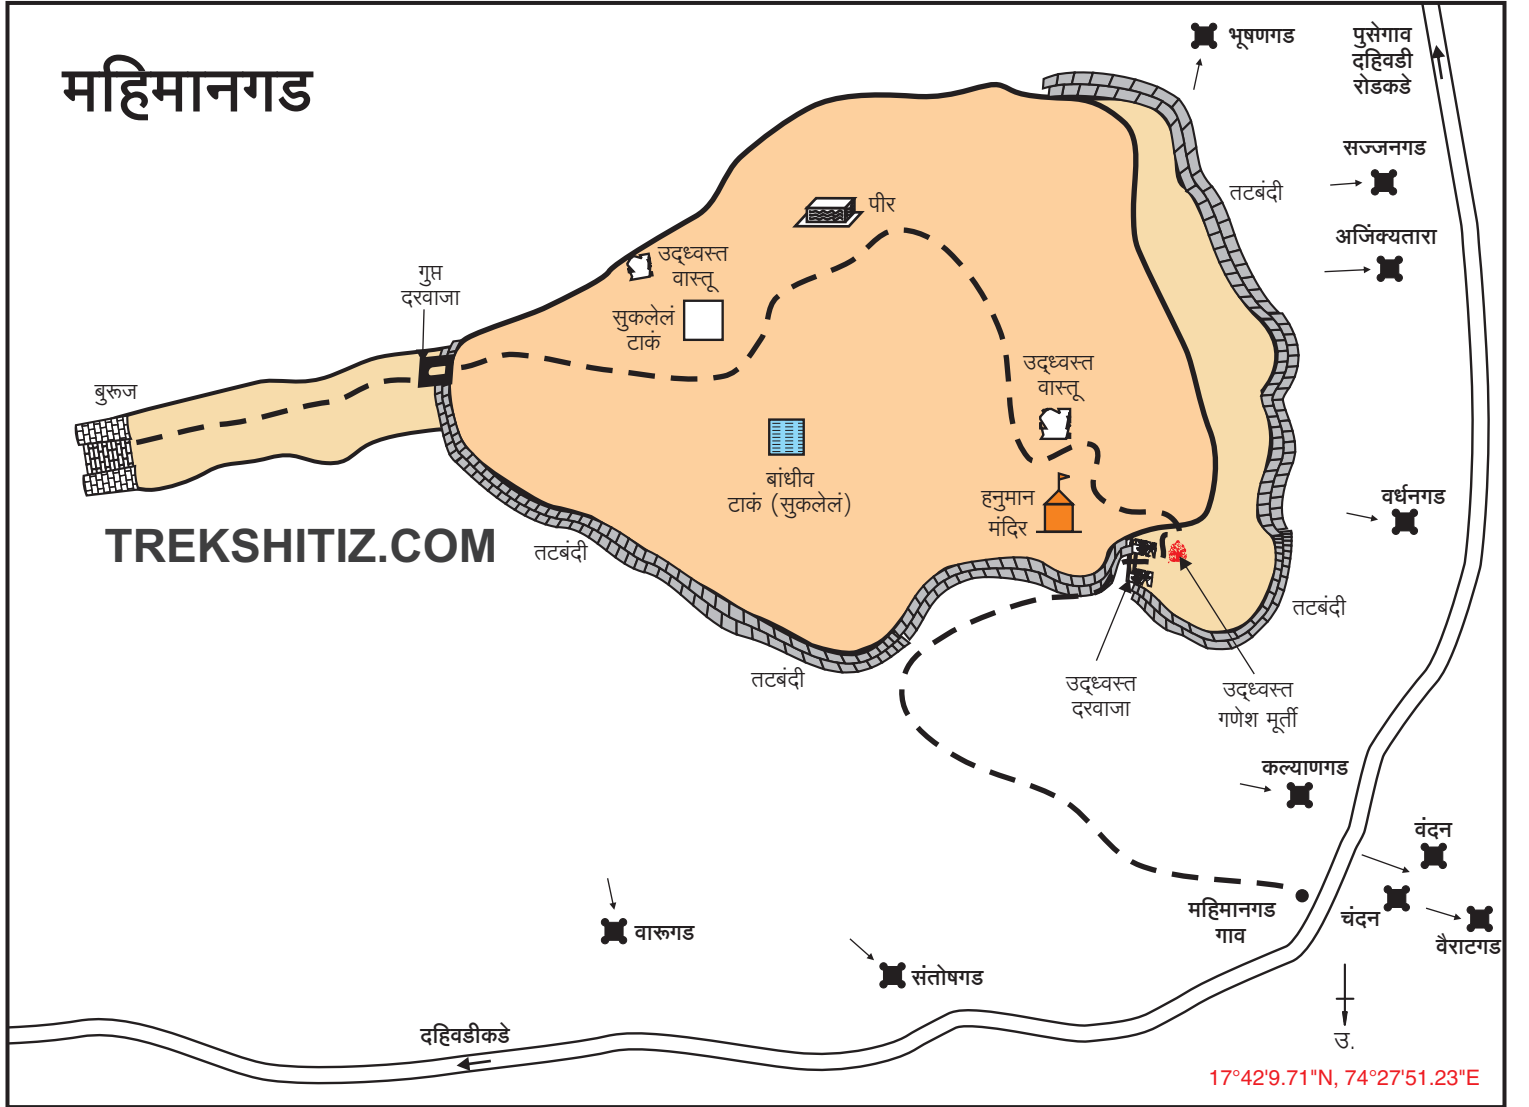 महिमानगड
भूषणगड
पुसेगाव
दहिवडी
रोडकडे
सज्जनगड
तटबंदी
अजिंक्यतारा
पीर
उद्ध्वस्त
वास्तू
गुप्त
दरवाजा
सुकलेलं
टाकं
उद्ध्वस्त
वास्तू
बुरूज
बांधीव
टाकं (सुकलेलं)
हनुमान
मंदिर
वर्धनगड
TREKSHITIZ.COM
तटबंदी
तटबंदी
तटबंदी
उद्ध्वस्त
दरवाजा
उद्ध्वस्त
गणेश मूर्ती
कल्याणगड
वंदन
चंदन
वैराटगड
महिमानगड
गाव
वारूगड
संतोषगड
दहिवडीकडे
उ.
17°42'9.71"N, 74°27'51.23"E